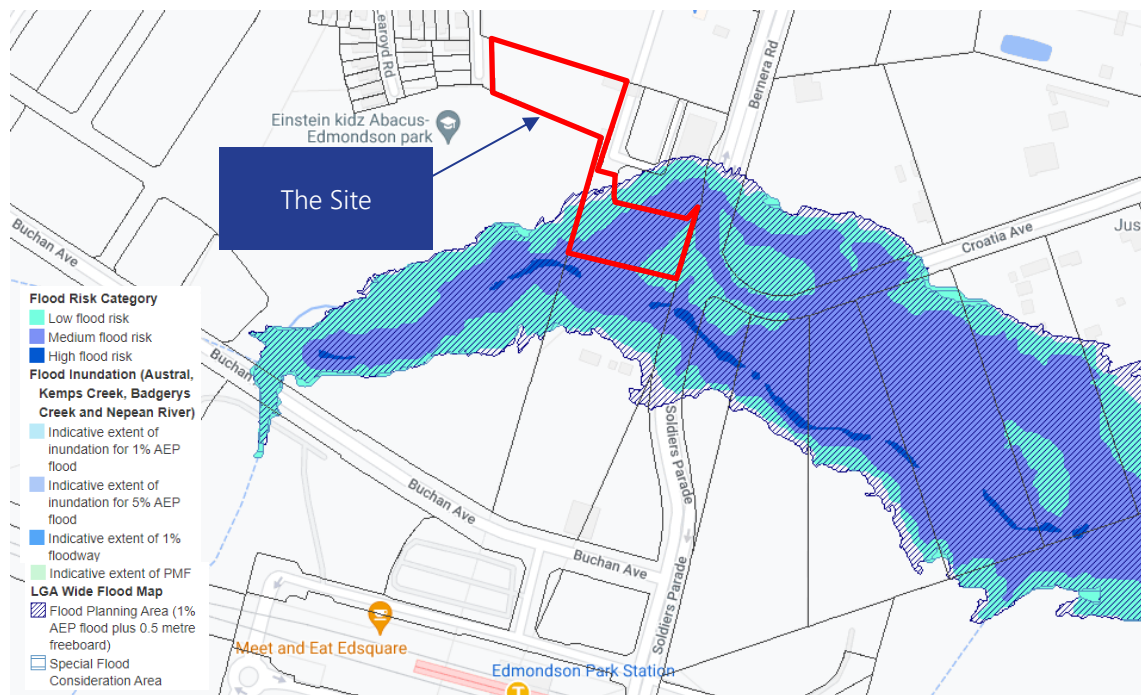 earoyd Rd
Bernera Rd
Einstein kidz Abacus-
Edmondson park
The Site
Buchan Ave
Croatia Ave
Jus
Flood Risk Category
Low flood risk
Medium flood risk
High flood risk
Buchan
Flood Inundation (Austral,
Kemps Creek, Badgerys
Creek and Nepean River)
Indicative extent of
inundation for 1% AEP
flood
Indicative extent of
inundation for 5% AEP
flood
Indicative extent of 1%
floodway
Indicative extent of PMF
LGA Wide Flood Map
Flood Planning Area (1%
AEP flood plus 0.5 metre
freeboard)
Special Flood
Consideration Area
Soldiers Parade
Buchan Ave
Buchan Ave
Soldiers Parade
Meet and Eat Edsquare
Edmondson Park Station